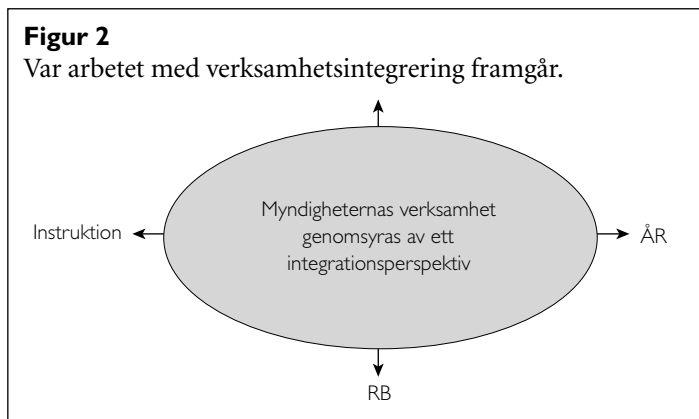 Figur 2
Var arbetet med verksamhetsintegrering framgår.
Myndigheternas verksamhet
genomsyras av ett
integrationsperspektiv
Instruktion
ÅR
RB